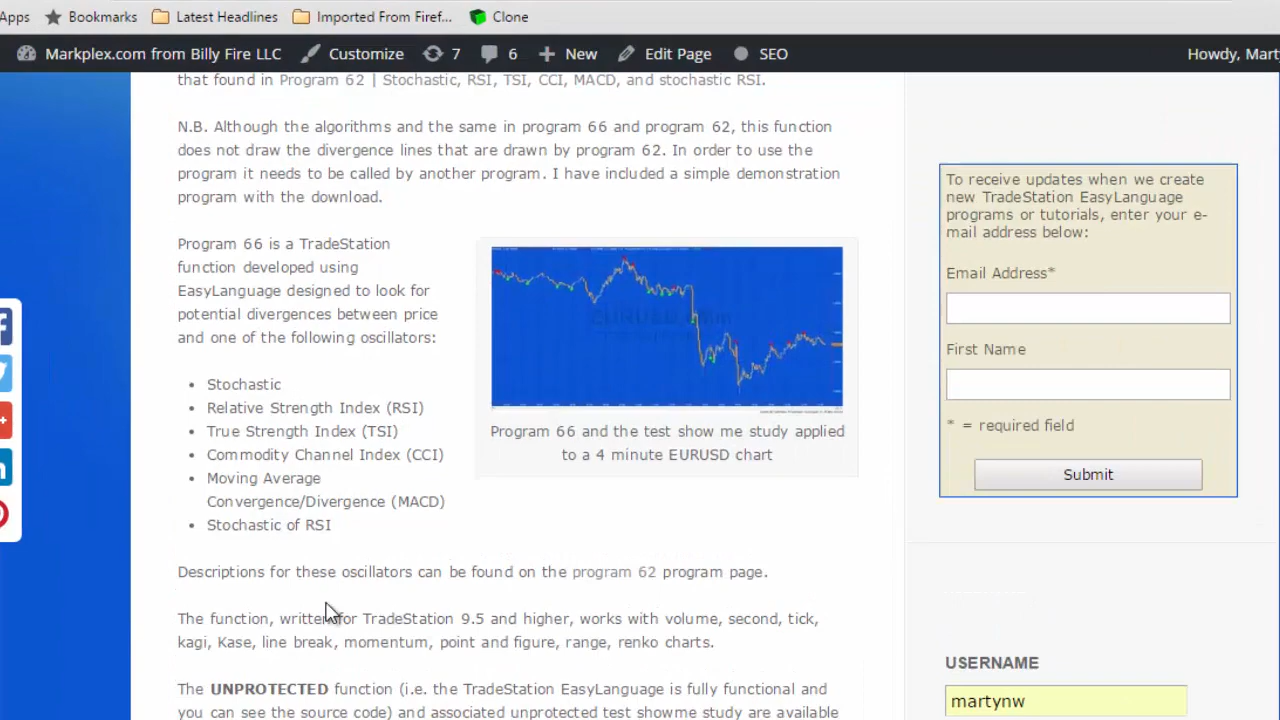 Apps Bookmarks Latest Headlines Imported From Firef... Clone
Markplex.com from Billy Fire LLC Customize 7 6 New Edit Page SEO Howdy, Marty
that found in Program 62 | Stochastic, RSI, TSI, CCI, MACD, and stochastic RSI.
N.B. Although the algorithms and the same in program 66 and program 62, this function
does not draw the divergence lines that are drawn by program 62. In order to use the
program it needs to be called by another program. I have included a simple demonstration
program with the download.
Program 66 is a TradeStation
function developed using
EasyLanguage designed to look for
potential divergences between price
and one of the following oscillators:
Program 66 and the test show me study applied
to a 4 minute EURUSD chart
• Stochastic
• Relative Strength Index (RSI)
• True Strength Index (TSI)
• Commodity Channel Index (CCI)
• Moving Average
Convergence/Divergence (MACD)
• Stochastic of RSI
Descriptions for these oscillators can be found on the program 62 program page.
The function, written for TradeStation 9.5 and higher, works with volume, second, tick,
kagi, Kase, line break, momentum, point and figure, range, renko charts.
The UNPROTECTED function (i.e. the TradeStation EasyLanguage is fully functional and
you can see the source code) and associated unprotected test showme study are available
To receive updates when we create
new TradeStation EasyLanguage
programs or tutorials, enter your e-
mail address below:
Email Address*
First Name
* = required field
Submit
USERNAME
martynw